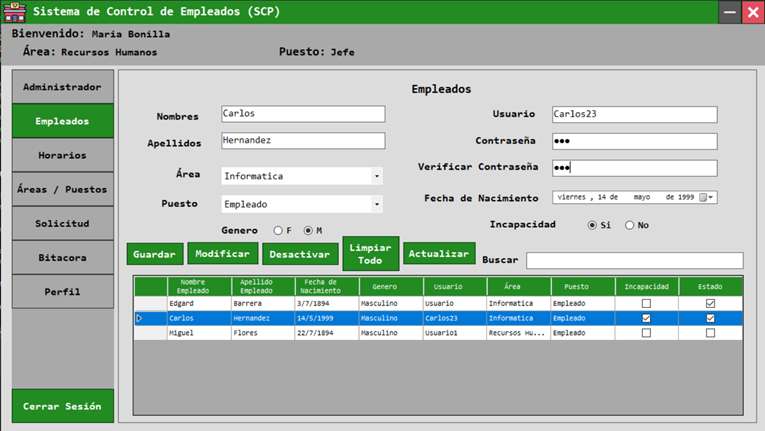 Sistema de Control de Empleados (SCP)
Bienvenido: Maria Bonilla
Área: Recursos Humanos Puesto: Jefe
Administrador
Empleados
Horarios
Áreas / Puestos
Solicitud
Bitacora
Perfil
Cerrar Sesión
Empleados
Nombres Carlos
Apellidos Hernandez
Área Informatica
Puesto Empleado
Genero F M
Usuario Carlos23
Contraseña ●●●
Verificar Contraseña ●●●
Fecha de Nacimiento viernes , 14 de mayo de 1999
Incapacidad Si No
Guardar Modificar Desactivar Limpiar Todo Actualizar Buscar
Nombre Empleado Apellido Empleado Fecha de Nacimiento Genero Usuario Área Puesto Incapacidad Estado
Edgard Barrera 3/7/1894 Masculino Usuario Informatica Empleado
Carlos Hernandez 14/5/1999 Masculino Carlos23 Informatica Empleado
Miguel Flores 22/7/1894 Masculino Usuario1 Recursos Hu... Empleado